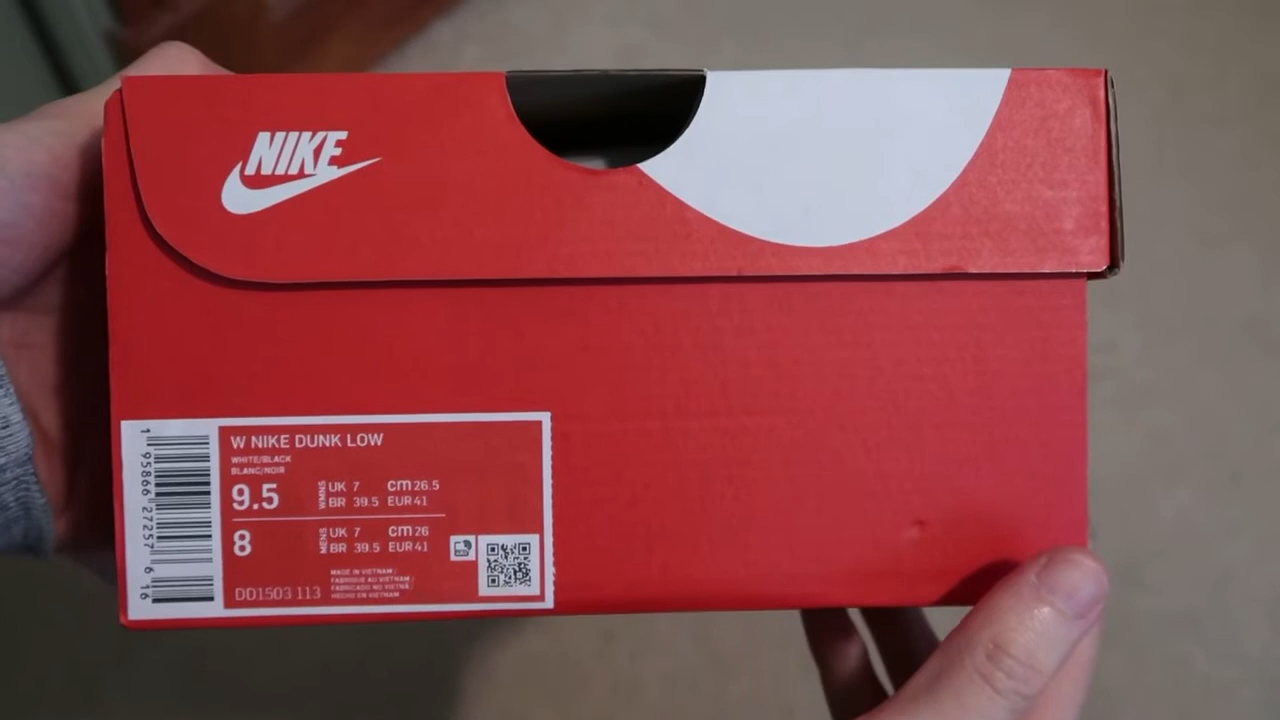 NIKE
W NIKE DUNK LOW
WHITE/BLACK
BLANC/NOIR
9.5 WMNS UK 7 cm 26.5
BR 39.5 EUR 41
8 MENS UK 7 cm 26
BR 39.5 EUR 41
MADE IN VIETNAM /
FABRIQUE AU VIETNAM /
FABRICADO NO VIETNÃ /
HECHO EN VIETNAM
DD1503 113
1 95866 27257 6 16